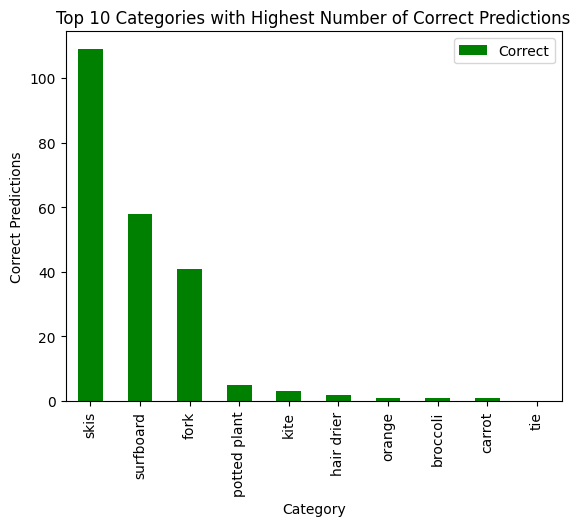 Top 10 Categories with Highest Number of Correct Predictions
Correct
100
80
60
40
20
0
Correct Predictions
skis
surfboard
fork
potted plant
kite
hair drier
orange
broccoli
carrot
tie
Category